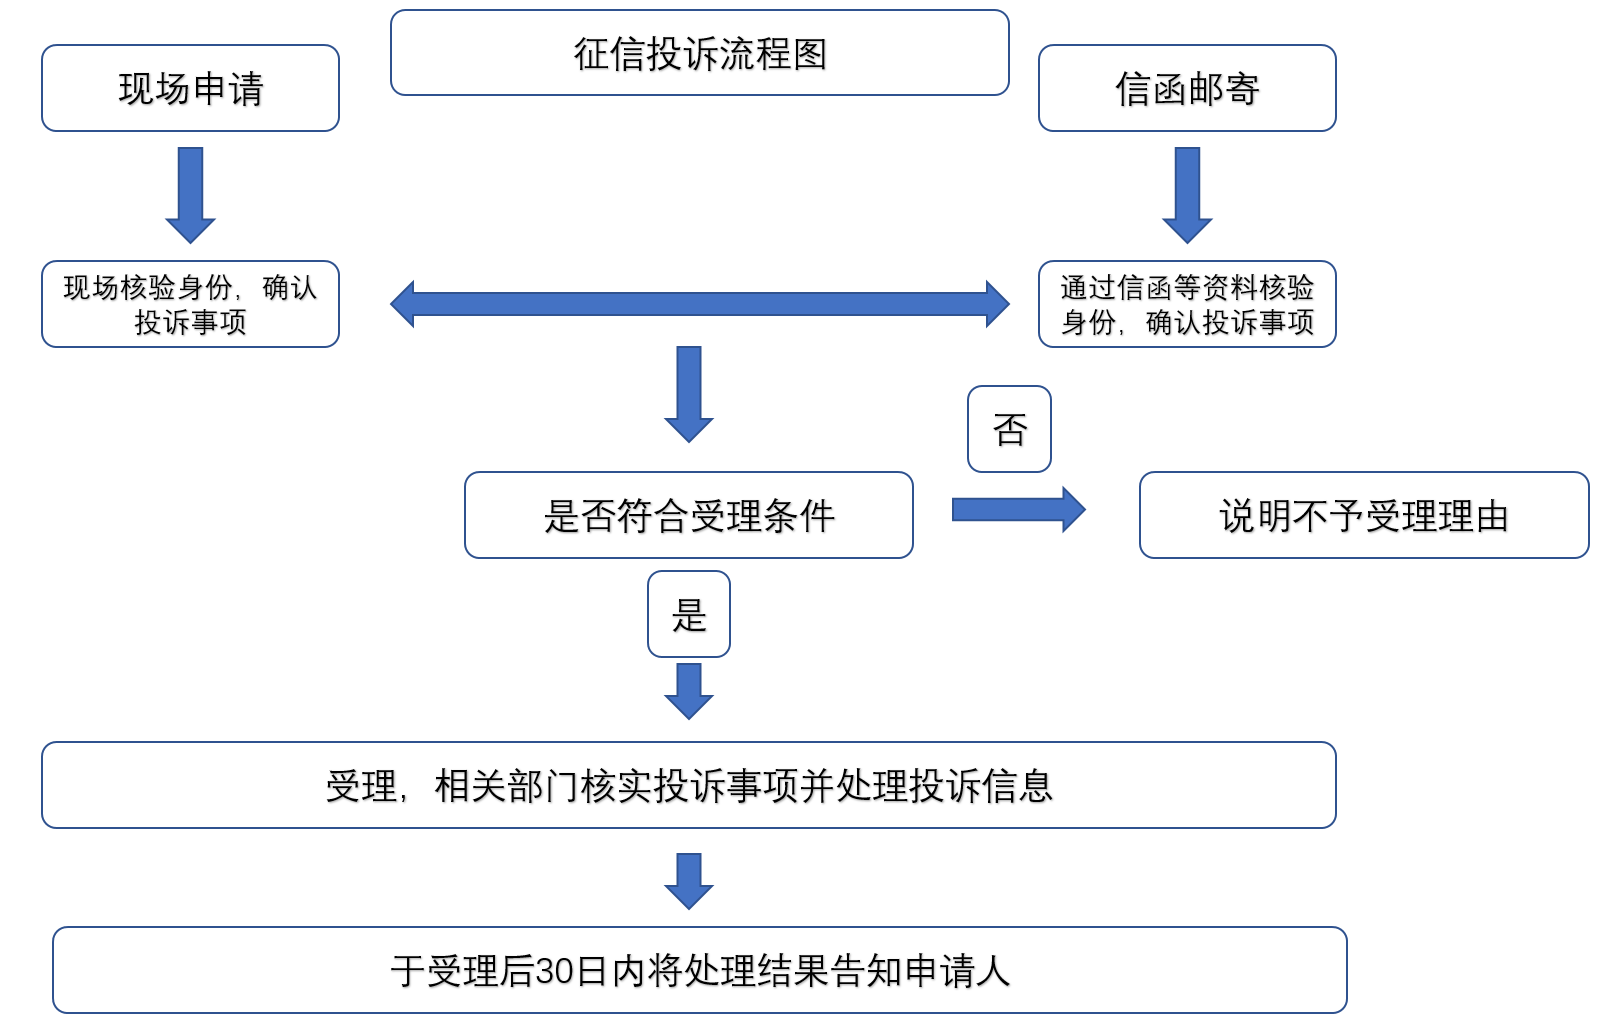 征信投诉流程图
现场申请
信函邮寄
现场核验身份，确认
投诉事项
通过信函等资料核验
身份，确认投诉事项
否
是否符合受理条件
说明不予受理理由
是
受理，相关部门核实投诉事项并处理投诉信息
于受理后30日内将处理结果告知申请人